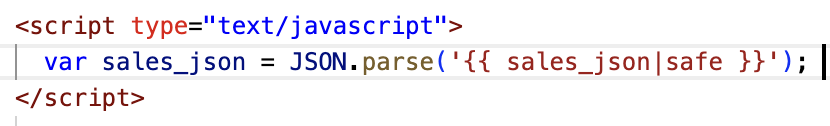 <script type="text/javascript">
var sales_json = JSON.parse('{{ sales_json|safe }}');
</script>